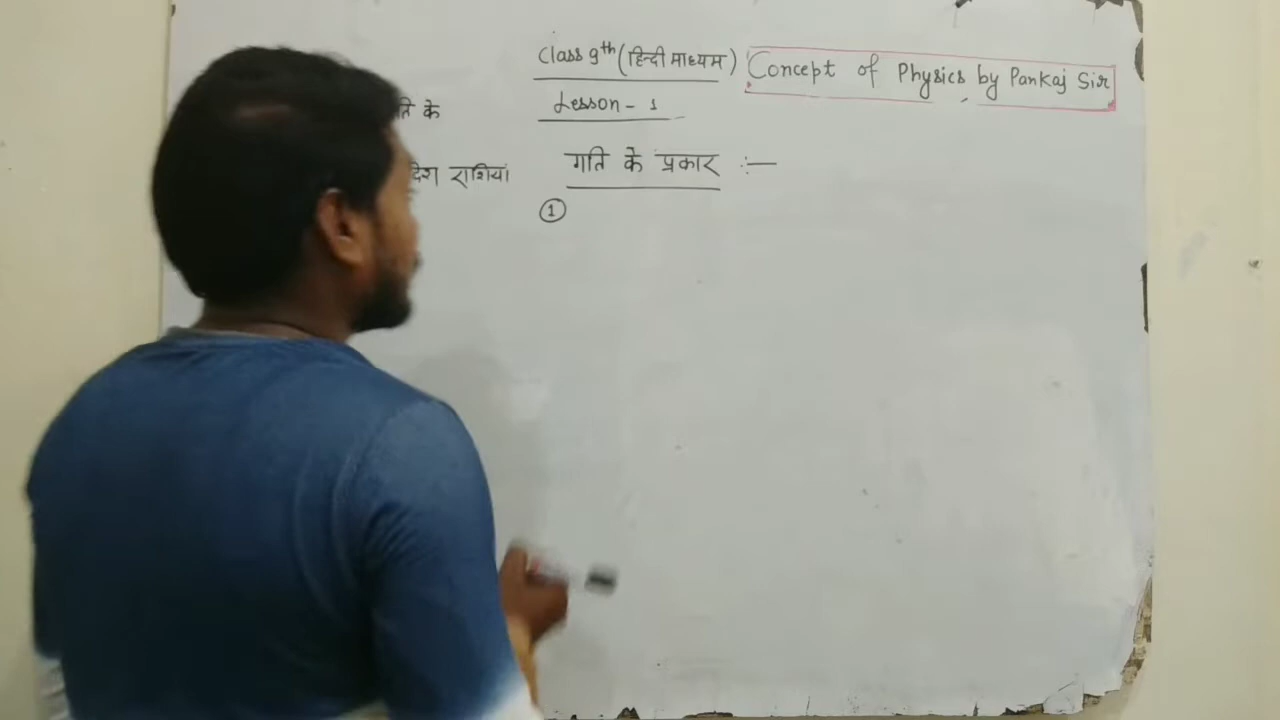 Class 9th (हिन्दी माध्यम) Concept of Physics by Pankaj Sir
Lesson - 1
के
राशियां
गति के प्रकार :—
①